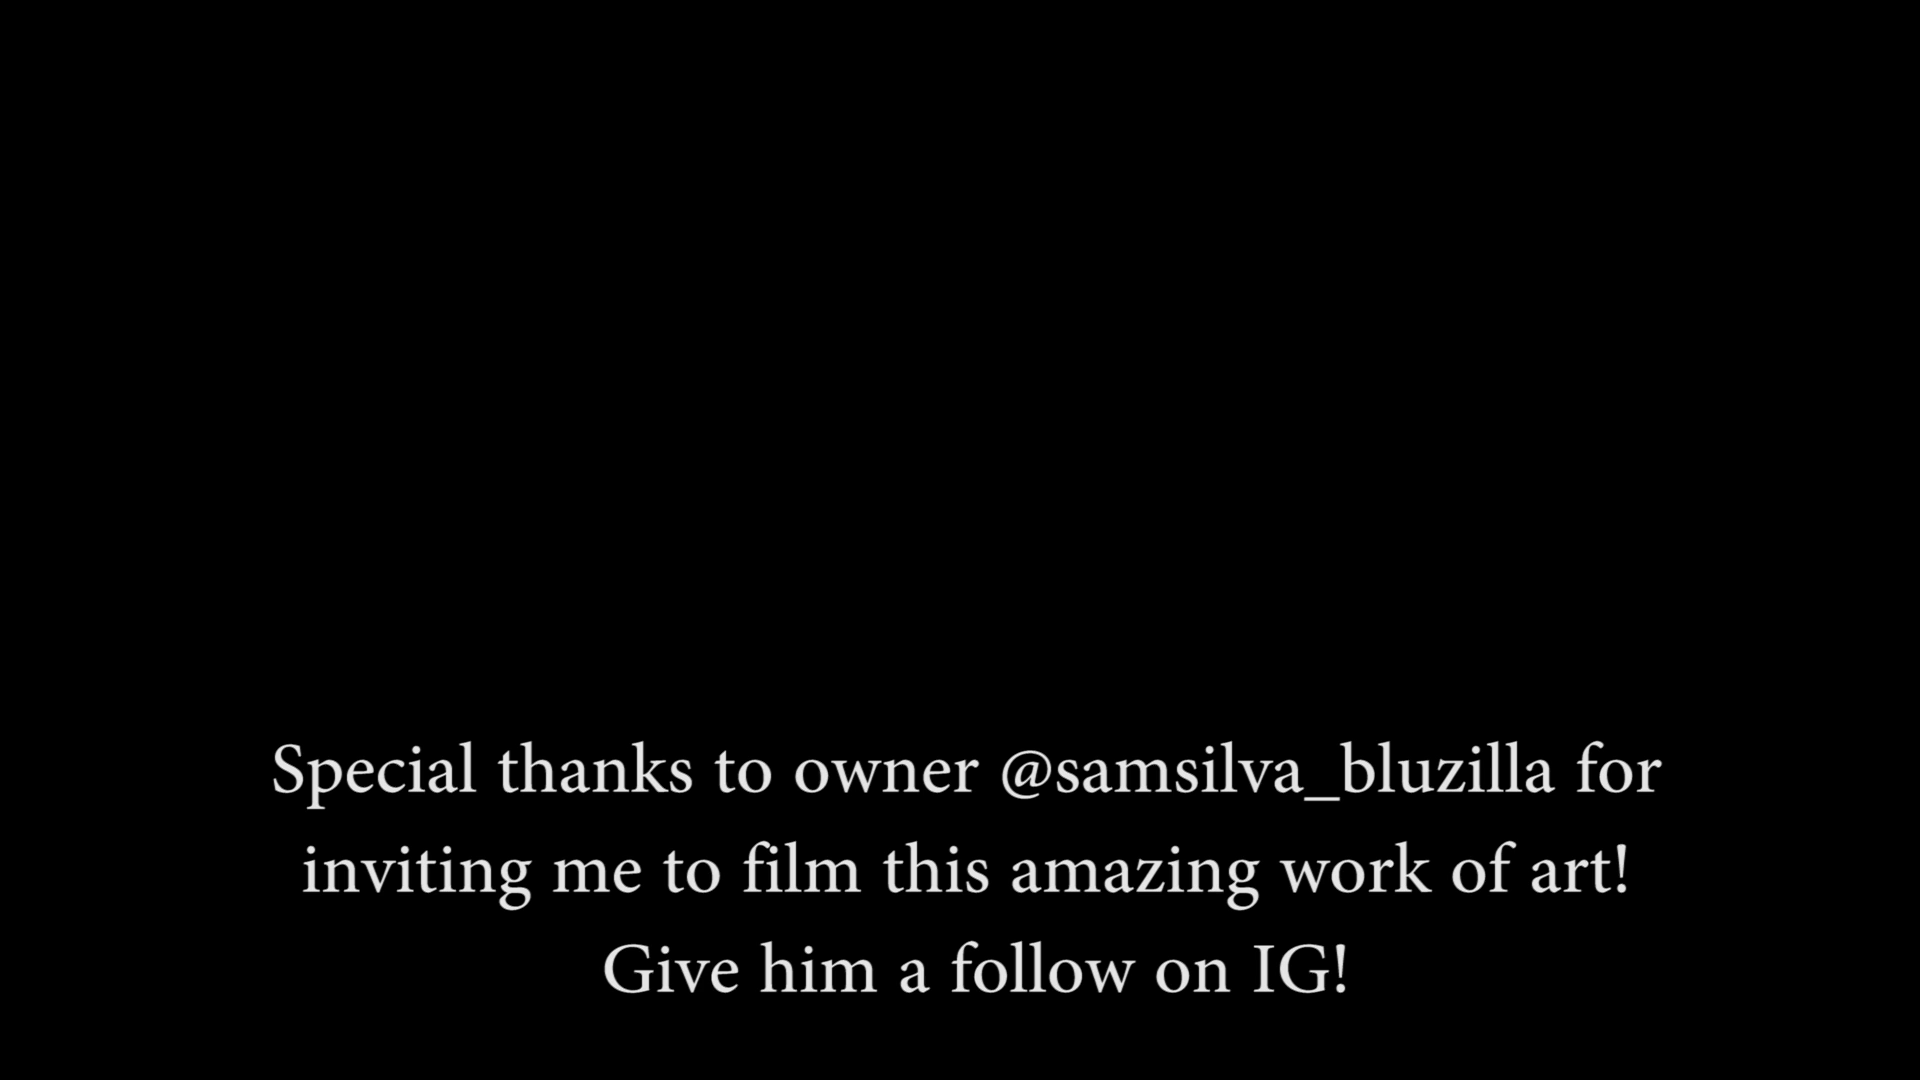 Special thanks to owner @samsilva_bluzilla for
inviting me to film this amazing work of art!
Give him a follow on IG!